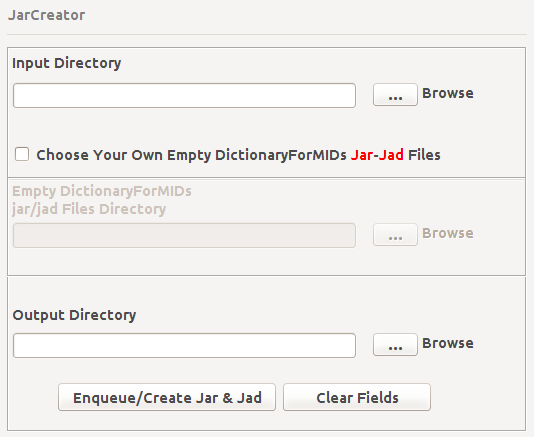 JarCreator
Input Directory
... Browse
Choose Your Own Empty DictionaryForMIDs Jar-Jad Files
Empty DictionaryForMIDs
jar/jad Files Directory
... Browse
Output Directory
... Browse
Enqueue/Create Jar & Jad Clear Fields